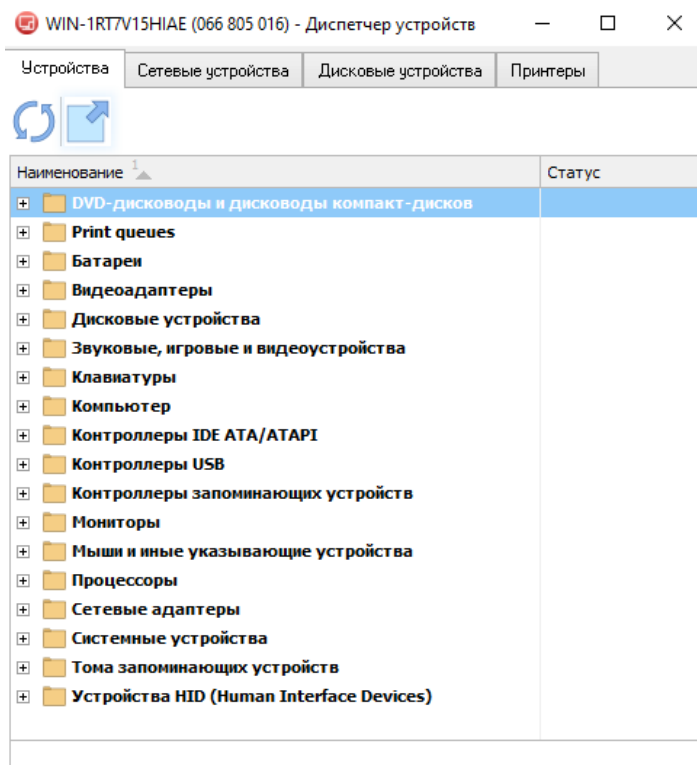 WIN-1RT7V15HIAE (066 805 016) - Диспетчер устройств
Устройства Сетевые устройства Дисковые устройства Принтеры
Наименование 1 Статус
DVD-дисководы и дисководы компакт-дисков
Print queues
Батареи
Видеоадаптеры
Дисковые устройства
Звуковые, игровые и видеоустройства
Клавиатуры
Компьютер
Контроллеры IDE ATA/ATAPI
Контроллеры USB
Контроллеры запоминающих устройств
Мониторы
Мыши и иные указывающие устройства
Процессоры
Сетевые адаптеры
Системные устройства
Тома запоминающих устройств
Устройства HID (Human Interface Devices)